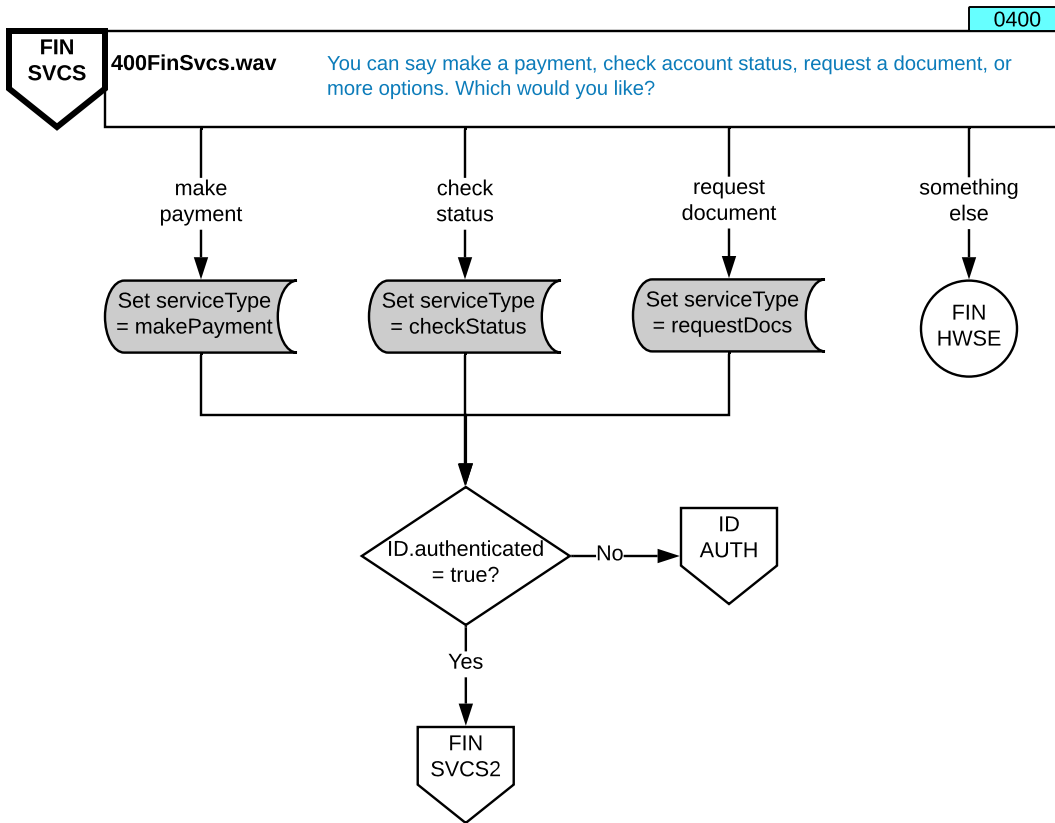 0400
FIN
SVCS
400FinSvcs.wav
You can say make a payment, check account status, request a document, or
more options. Which would you like?
make
payment
check
status
request
document
something
else
Set serviceType
= makePayment
Set serviceType
= checkStatus
Set serviceType
= requestDocs
FIN
HWSE
ID.authenticated
= true?
No
ID
AUTH
Yes
FIN
SVCS2